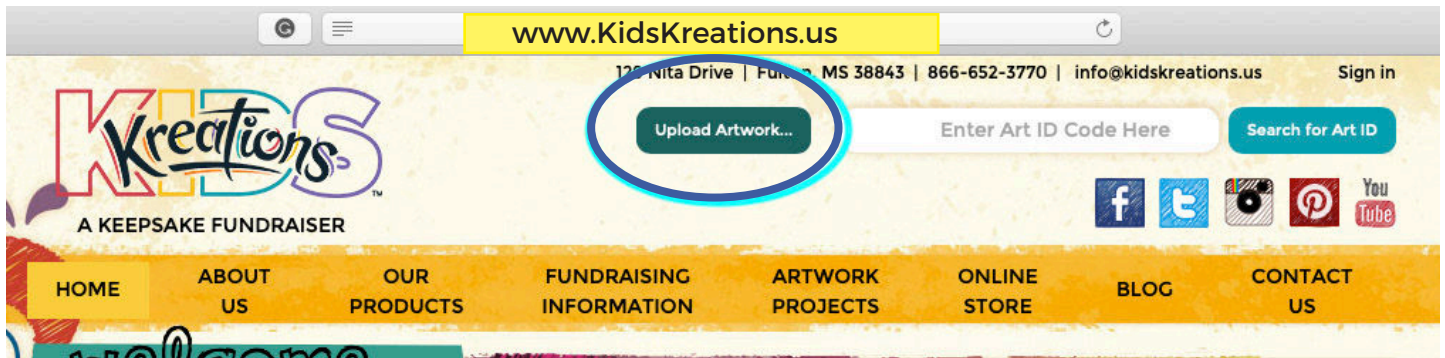 www.KidsKreations.us
Nita Drive | MS 38843 | 866-652-3770 | info@kidskreations.us Sign in
KIDS
Kreations
TM
Upload Artwork...
Enter Art ID Code Here
Search for Art ID
You
Tube
A KEEPSAKE FUNDRAISER
HOME
ABOUT
US
OUR
PRODUCTS
FUNDRAISING
INFORMATION
ARTWORK
PROJECTS
ONLINE
STORE
BLOG
CONTACT
US